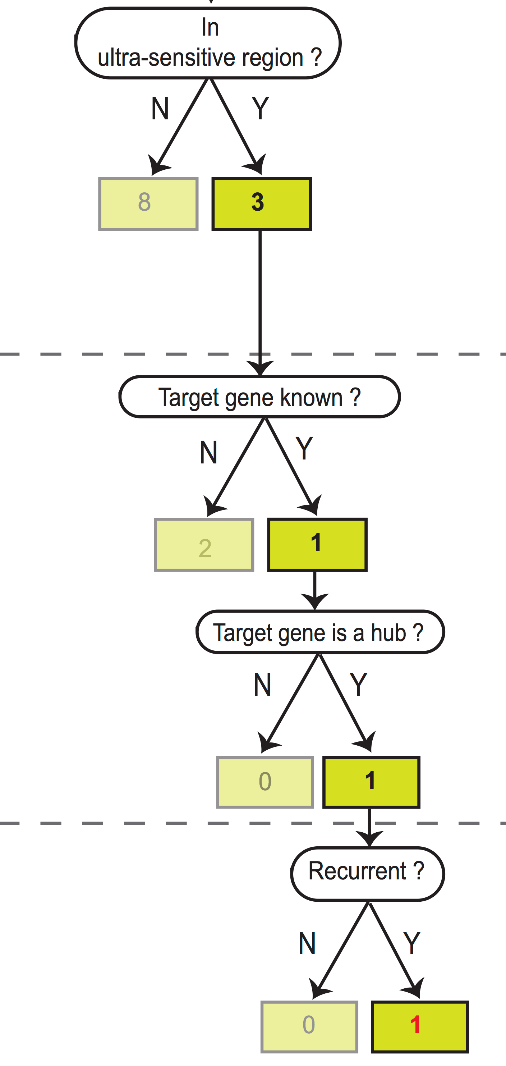 In
ultra-sensitive region ?
N Y
8 3
Target gene known ?
N Y
2 1
Target gene is a hub ?
N Y
0 1
Recurrent ?
N Y
0 1